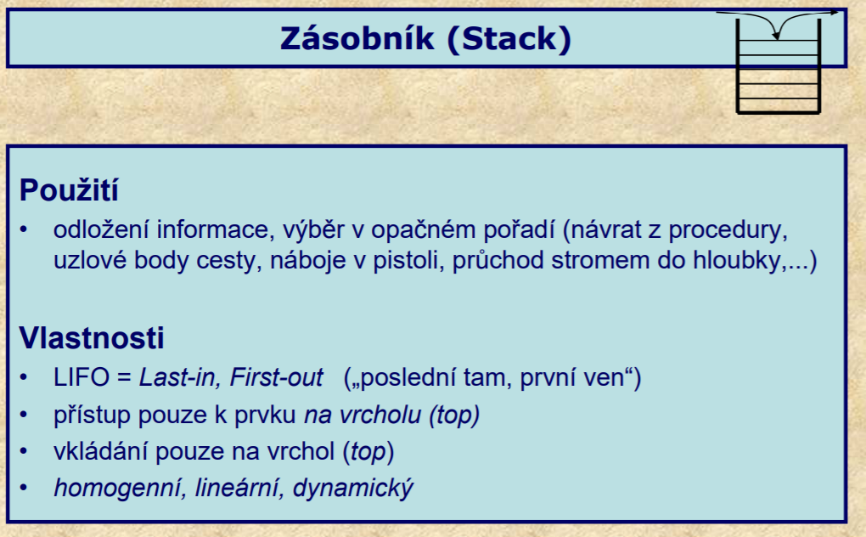 Zásobník (Stack)
Použití
• odložení informace, výběr v opačném pořadí (návrat z procedury,
uzlové body cesty, náboje v pistoli, průchod stromem do hloubky,...)
Vlastnosti
• LIFO = Last-in, First-out („poslední tam, první ven“)
• přístup pouze k prvku na vrcholu (top)
• vkládání pouze na vrchol (top)
• homogenní, lineární, dynamický